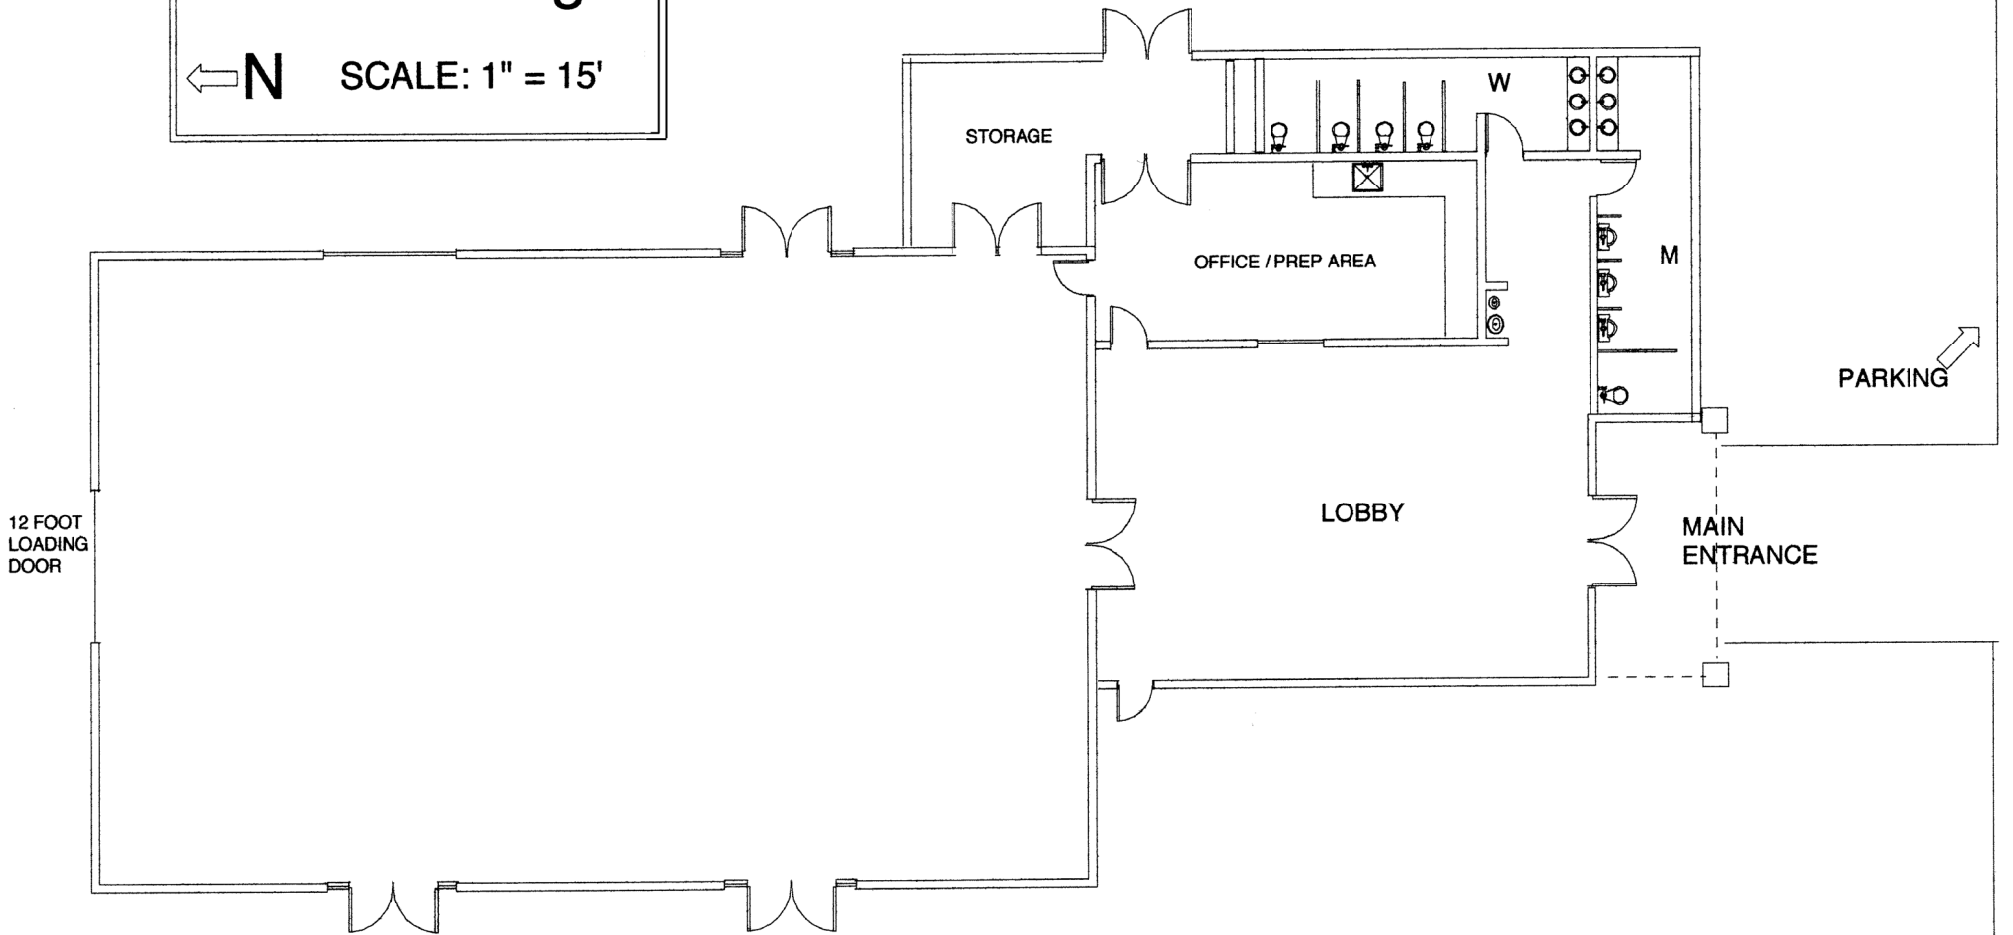 N SCALE: 1" = 15'
W
STORAGE
M
OFFICE / PREP AREA
PARKING
LOBBY
12 FOOT
LOADING
DOOR
MAIN
ENTRANCE